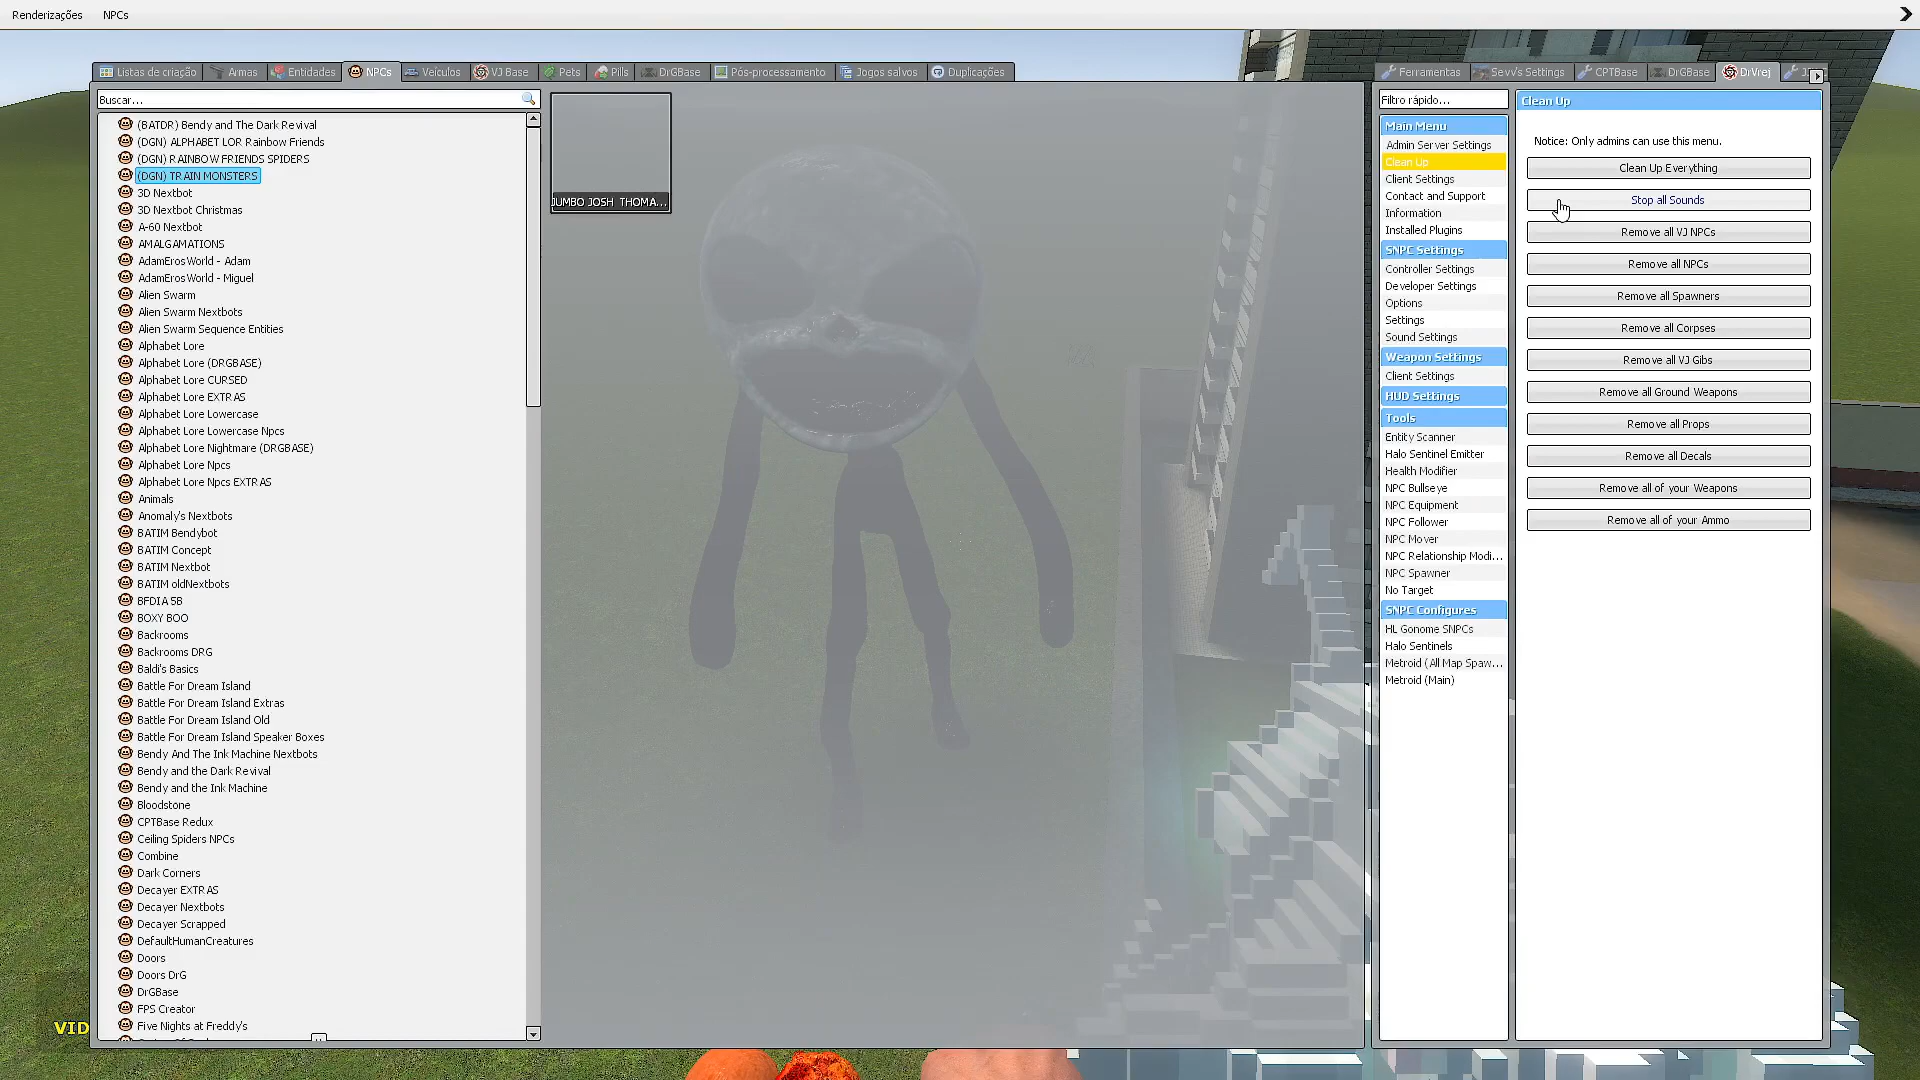 Renderizações NPCs
Listas de criação Armas Entidades NPCs Veículos VJ Base Pets Pills DrGBase Pós-processamento Jogos salvos Duplicações
Ferramentas Sevv's Settings CPTBase DrGBase DrVrej
Buscar...
(BATDR) Bendy and The Dark Revival
(DGN) ALPHABET LOR Rainbow Friends
(DGN) RAINBOW FRIENDS SPIDERS
(DGN) TRAIN MONSTERS
3D Nextbot
3D Nextbot Christmas
A-60 Nextbot
AMALGAMATIONS
AdamErosWorld - Adam
AdamErosWorld - Miguel
Alien Swarm
Alien Swarm Nextbots
Alien Swarm Sequence Entities
Alphabet Lore
Alphabet Lore (DRGBASE)
Alphabet Lore CURSED
Alphabet Lore EXTRAS
Alphabet Lore Lowercase
Alphabet Lore Lowercase Npcs
Alphabet Lore Nightmare (DRGBASE)
Alphabet Lore Npcs
Alphabet Lore Npcs EXTRAS
Animals
Anomaly's Nextbots
BATIM Bendybot
BATIM Concept
BATIM Nextbot
BATIM oldNextbots
BFDIA 5B
BOXY BOO
Backrooms
Backrooms DRG
Baldi's Basics
Battle For Dream Island
Battle For Dream Island Extras
Battle For Dream Island Old
Battle For Dream Island Speaker Boxes
Bendy And The Ink Machine Nextbots
Bendy and the Dark Revival
Bendy and the Ink Machine
Bloodstone
CPTBase Redux
Ceiling Spiders NPCs
Combine
Dark Corners
Decayer EXTRAS
Decayer Nextbots
Decayer Scrapped
DefaultHumanCreatures
Doors
Doors DrG
DrGBase
FPS Creator
Five Nights at Freddy's
VID
JUMBO JOSH THOMA...
Filtro rápido...
Main Menu
Admin Server Settings
Clean Up
Client Settings
Contact and Support
Information
Installed Plugins
SNPC Settings
Controller Settings
Developer Settings
Options
Settings
Sound Settings
Weapon Settings
Client Settings
HUD Settings
Tools
Entity Scanner
Halo Sentinel Emitter
Health Modifier
NPC Bullseye
NPC Equipment
NPC Follower
NPC Mover
NPC Relationship Modi...
NPC Spawner
No Target
SNPC Configures
HL Gonome SNPCs
Halo Sentinels
Metroid (All Map Spaw...
Metroid (Main)
Clean Up
Notice: Only admins can use this menu.
Clean Up Everything
Stop all Sounds
Remove all VJ NPCs
Remove all NPCs
Remove all Spawners
Remove all Corpses
Remove all VJ Gibs
Remove all Ground Weapons
Remove all Props
Remove all Decals
Remove all of your Weapons
Remove all of your Ammo